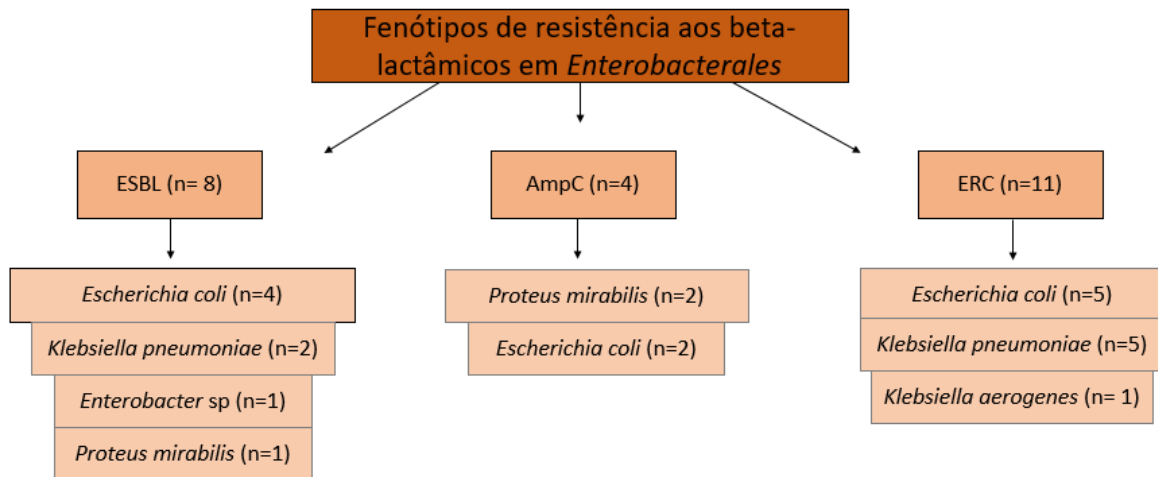 Fenótipos de resistência aos beta-
lactâmicos em Enterobacterales
ESBL (n= 8)
AmpC (n=4)
ERC (n=11)
Escherichia coli (n=4)
Klebsiella pneumoniae (n=2)
Enterobacter sp (n=1)
Proteus mirabilis (n=1)
Proteus mirabilis (n=2)
Escherichia coli (n=2)
Escherichia coli (n=5)
Klebsiella pneumoniae (n=5)
Klebsiella aerogenes (n= 1)